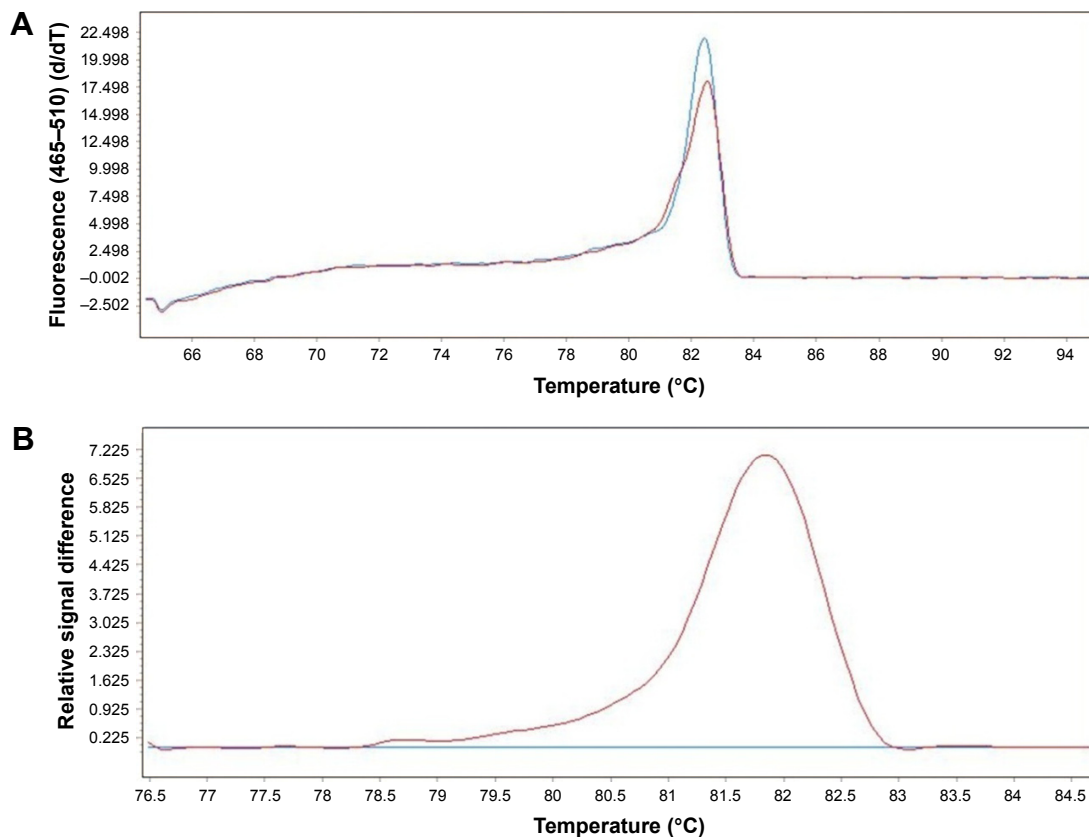 A
Fluorescence (465–510) (d/dT)
22.498
19.998
17.498
14.998
12.498
9.998
7.498
4.998
2.498
–0.002
–2.502
66 68 70 72 74 76 78 80 82 84 86 88 90 92 94
Temperature (°C)
B
Relative signal difference
7.225
6.525
5.825
5.125
4.425
3.725
3.025
2.325
1.625
0.925
0.225
76.5 77 77.5 78 78.5 79 79.5 80 80.5 81 81.5 82 82.5 83 83.5 84 84.5
Temperature (°C)